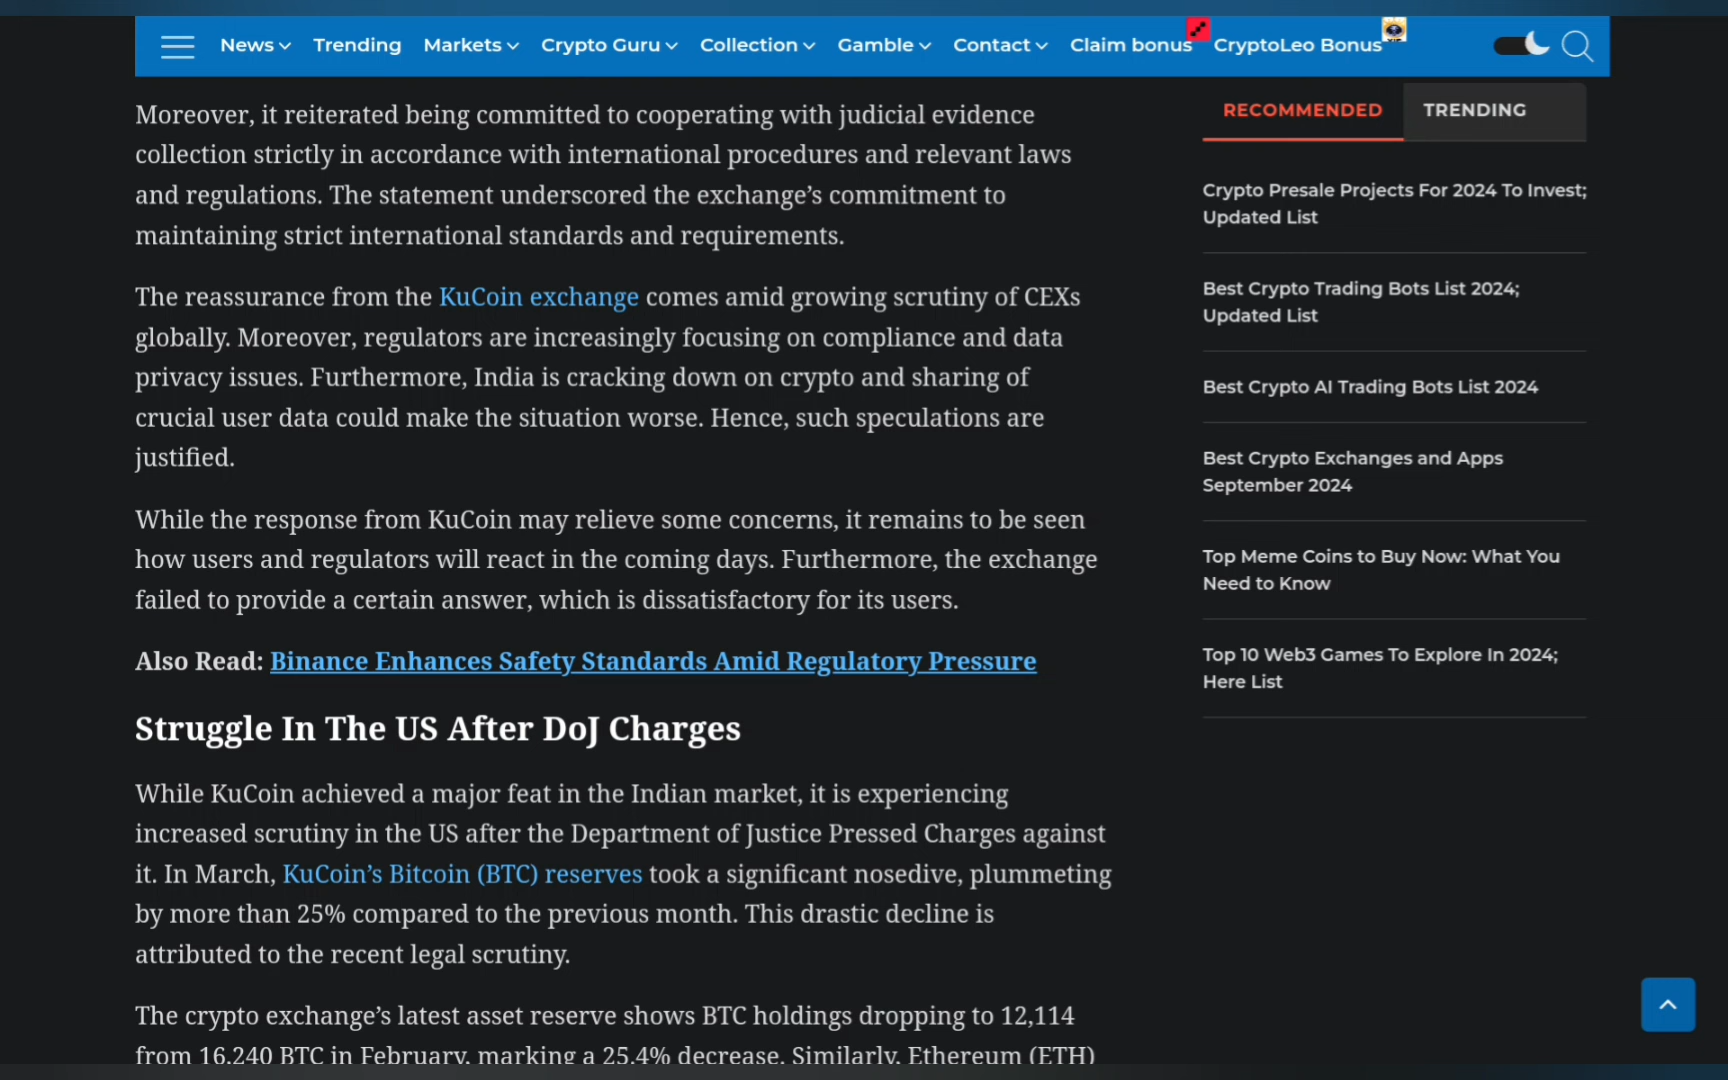 News Trending Markets Crypto Guru Collection Gamble Contact Claim bonus CryptoLeo Bonus
Moreover, it reiterated being committed to cooperating with judicial evidence
collection strictly in accordance with international procedures and relevant laws
and regulations. The statement underscored the exchange’s commitment to
maintaining strict international standards and requirements.
The reassurance from the KuCoin exchange comes amid growing scrutiny of CEXs
globally. Moreover, regulators are increasingly focusing on compliance and data
privacy issues. Furthermore, India is cracking down on crypto and sharing of
crucial user data could make the situation worse. Hence, such speculations are
justified.
While the response from KuCoin may relieve some concerns, it remains to be seen
how users and regulators will react in the coming days. Furthermore, the exchange
failed to provide a certain answer, which is dissatisfactory for its users.
Also Read: Binance Enhances Safety Standards Amid Regulatory Pressure
Struggle In The US After DoJ Charges
While KuCoin achieved a major feat in the Indian market, it is experiencing
increased scrutiny in the US after the Department of Justice Pressed Charges against
it. In March, KuCoin’s Bitcoin (BTC) reserves took a significant nosedive, plummeting
by more than 25% compared to the previous month. This drastic decline is
attributed to the recent legal scrutiny.
The crypto exchange’s latest asset reserve shows BTC holdings dropping to 12,114
from 16,240 BTC in February, marking a 25.4% decrease. Similarly, Ethereum (ETH)
RECOMMENDED TRENDING
Crypto Presale Projects For 2024 To Invest;
Updated List
Best Crypto Trading Bots List 2024;
Updated List
Best Crypto AI Trading Bots List 2024
Best Crypto Exchanges and Apps
September 2024
Top Meme Coins to Buy Now: What You
Need to Know
Top 10 Web3 Games To Explore In 2024;
Here List